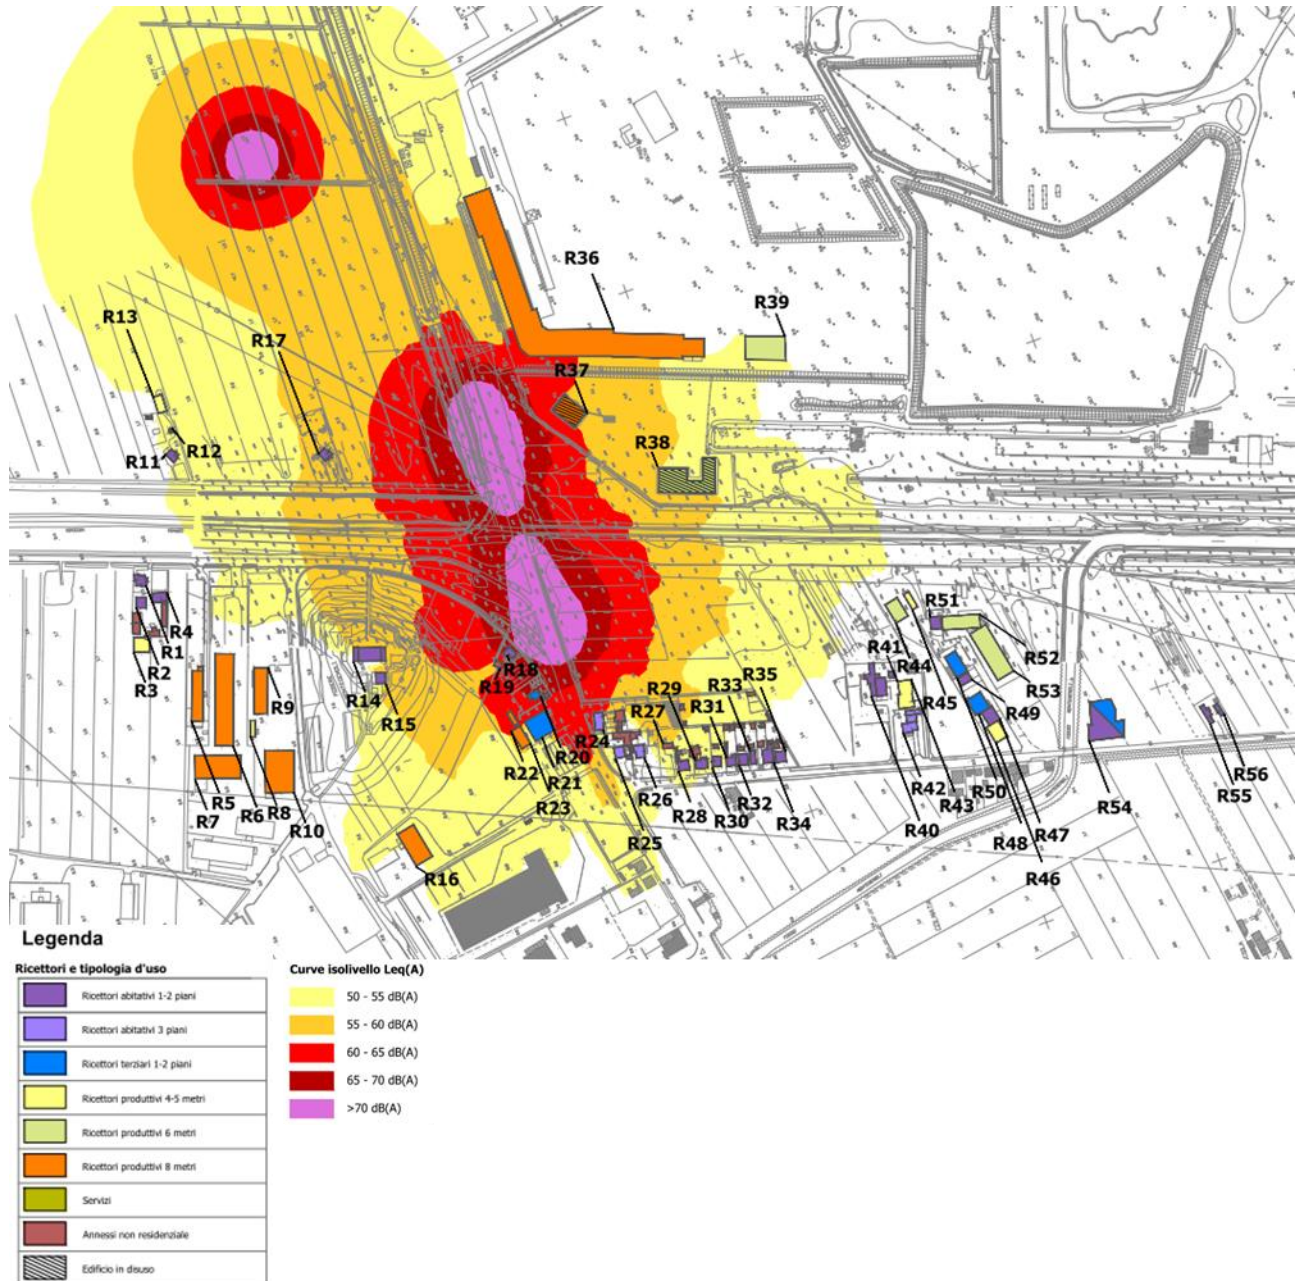 R36
R39
R13
R17
R37
R12
R11
R38
R4
R1
R2
R3
R18
R19
R14
R15
R9
R51
R41
R44
R52
R53
R45
R49
R29
R33
R35
R27
R31
R24
R20
R22
R21
R23
R5
R6
R8
R7
R10
R26
R28
R30
R32
R34
R25
R16
R42
R43
R50
R40
R48
R47
R46
R54
R56
R55
Legenda
Ricettori e tipologia d'uso
Ricettori abitativi 1-2 piani
Ricettori abitativi 3 piani
Ricettori terziari 1-2 piani
Ricettori produttivi 4-5 metri
Ricettori produttivi 6 metri
Ricettori produttivi 8 metri
Servizi
Annessi non residenziale
Edificio in disuso
Curve isolivello Leq(A)
50 - 55 dB(A)
55 - 60 dB(A)
60 - 65 dB(A)
65 - 70 dB(A)
>70 dB(A)